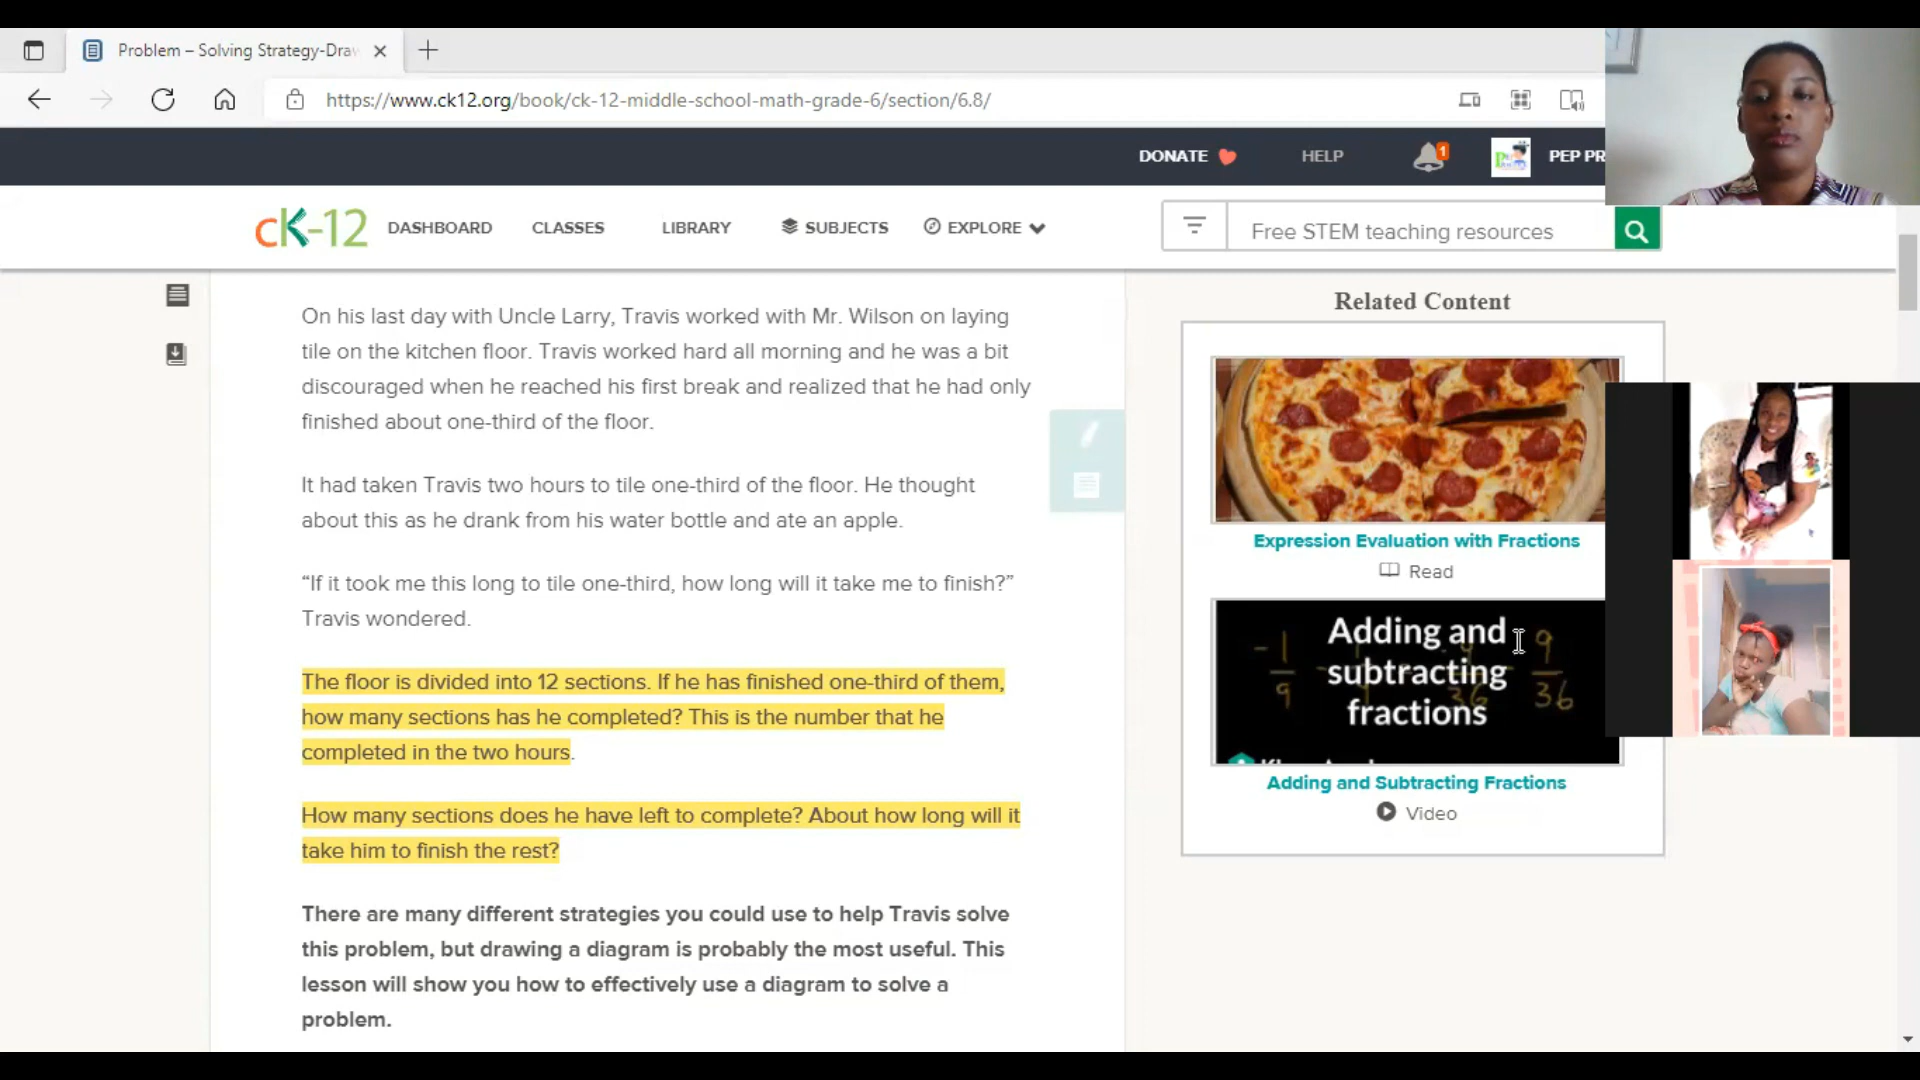 Problem – Solving Strategy-Draw
https://www.ck12.org/book/ck-12-middle-school-math-grade-6/section/6.8/
DONATE
HELP
1
PEP PR
cK-12
DASHBOARD
CLASSES
LIBRARY
SUBJECTS
EXPLORE
Free STEM teaching resources
On his last day with Uncle Larry, Travis worked with Mr. Wilson on laying
tile on the kitchen floor. Travis worked hard all morning and he was a bit
discouraged when he reached his first break and realized that he had only
finished about one-third of the floor.
It had taken Travis two hours to tile one-third of the floor. He thought
about this as he drank from his water bottle and ate an apple.
“If it took me this long to tile one-third, how long will it take me to finish?”
Travis wondered.
The floor is divided into 12 sections. If he has finished one-third of them,
how many sections has he completed? This is the number that he
completed in the two hours.
How many sections does he have left to complete? About how long will it
take him to finish the rest?
There are many different strategies you could use to help Travis solve
this problem, but drawing a diagram is probably the most useful. This
lesson will show you how to effectively use a diagram to solve a
problem.
Related Content
Expression Evaluation with Fractions
Read
Adding and
subtracting
fractions
-1
9
9
36
36
Adding and Subtracting Fractions
Video